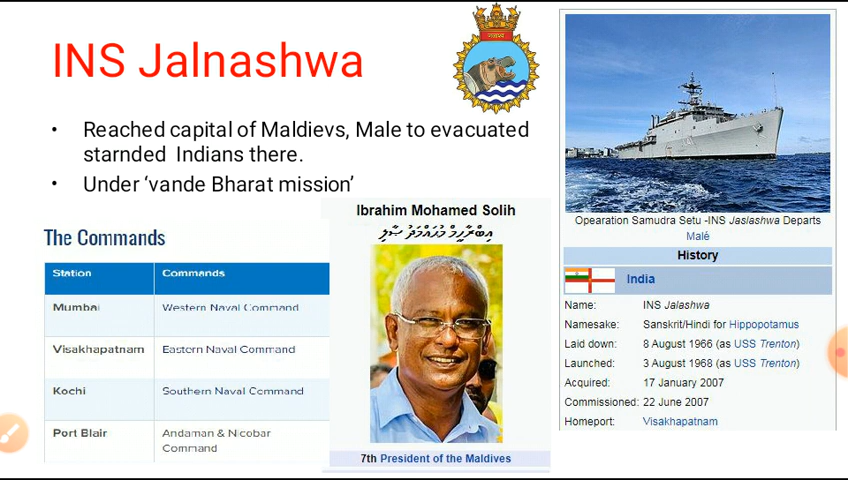 INS Jalnashwa
जलाश्व
• Reached capital of Maldievs, Male to evacuated
starnded Indians there.
• Under ‘vande Bharat mission’
The Commands
Station Commands
Mumbai Western Naval Command
Visakhapatnam Eastern Naval Command
Kochi Southern Naval Command
Port Blair Andaman & Nicobar
Command
Ibrahim Mohamed Solih
އިބްރާހީމް މުޙައްމަދު ޞާލިޙް
7th President of the Maldives
Opearation Samudra Setu -INS Jaslashwa Departs
Malé
History
India
Name: INS Jalashwa
Namesake: Sanskrit/Hindi for Hippopotamus
Laid down: 8 August 1966 (as USS Trenton)
Launched: 3 August 1968 (as USS Trenton)
Acquired: 17 January 2007
Commissioned: 22 June 2007
Homeport: Visakhapatnam